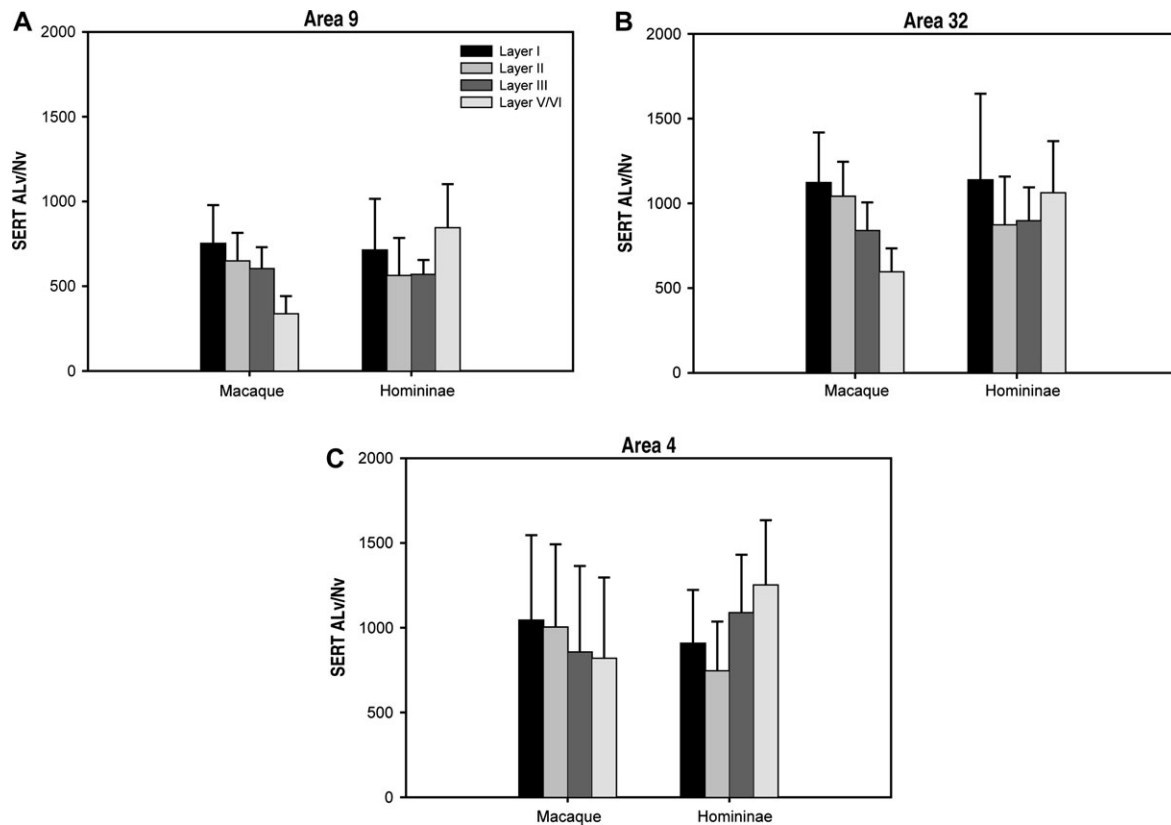 A
Area 9
2000
1500
1000
500
0
SERT ALv/Nv
Layer I
Layer II
Layer III
Layer V/VI
Macaque
Homininae
B
Area 32
2000
1500
1000
500
0
SERT ALv/Nv
Macaque
Homininae
C
Area 4
2000
1500
1000
500
0
SERT ALv/Nv
Macaque
Homininae